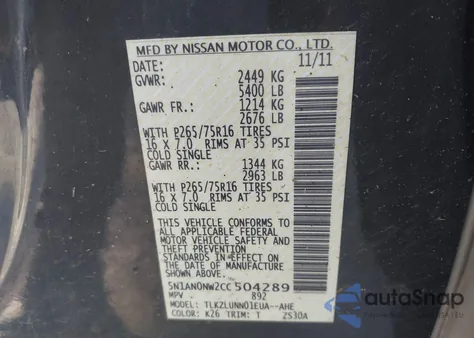 MFD BY NISSAN MOTOR CO., LTD.
DATE: 11/11
GVWR: 2449 KG
5400 LB
GAWR FR.: 1214 KG
2676 LB
WITH P265/75R16 TIRES
16 X 7.0 RIMS AT 35 PSI
COLD SINGLE
GAWR RR.: 1344 KG
2963 LB
WITH P265/75R16 TIRES
16 X 7.0 RIMS AT 35 PSI
COLD SINGLE
THIS VEHICLE CONFORMS TO
ALL APPLICABLE FEDERAL
MOTOR VEHICLE SAFETY AND
THEFT PREVENTION
STANDARDS IN EFFECT ON
THE DATE OF MANUFACTURE
SHOWN ABOVE.
5N1AN0NW2CC504289
MPV 892
MODEL: TLKZLUNN0IEUA-AHE
COLOR: K26 TRIM: T ZS30A
autoSnap